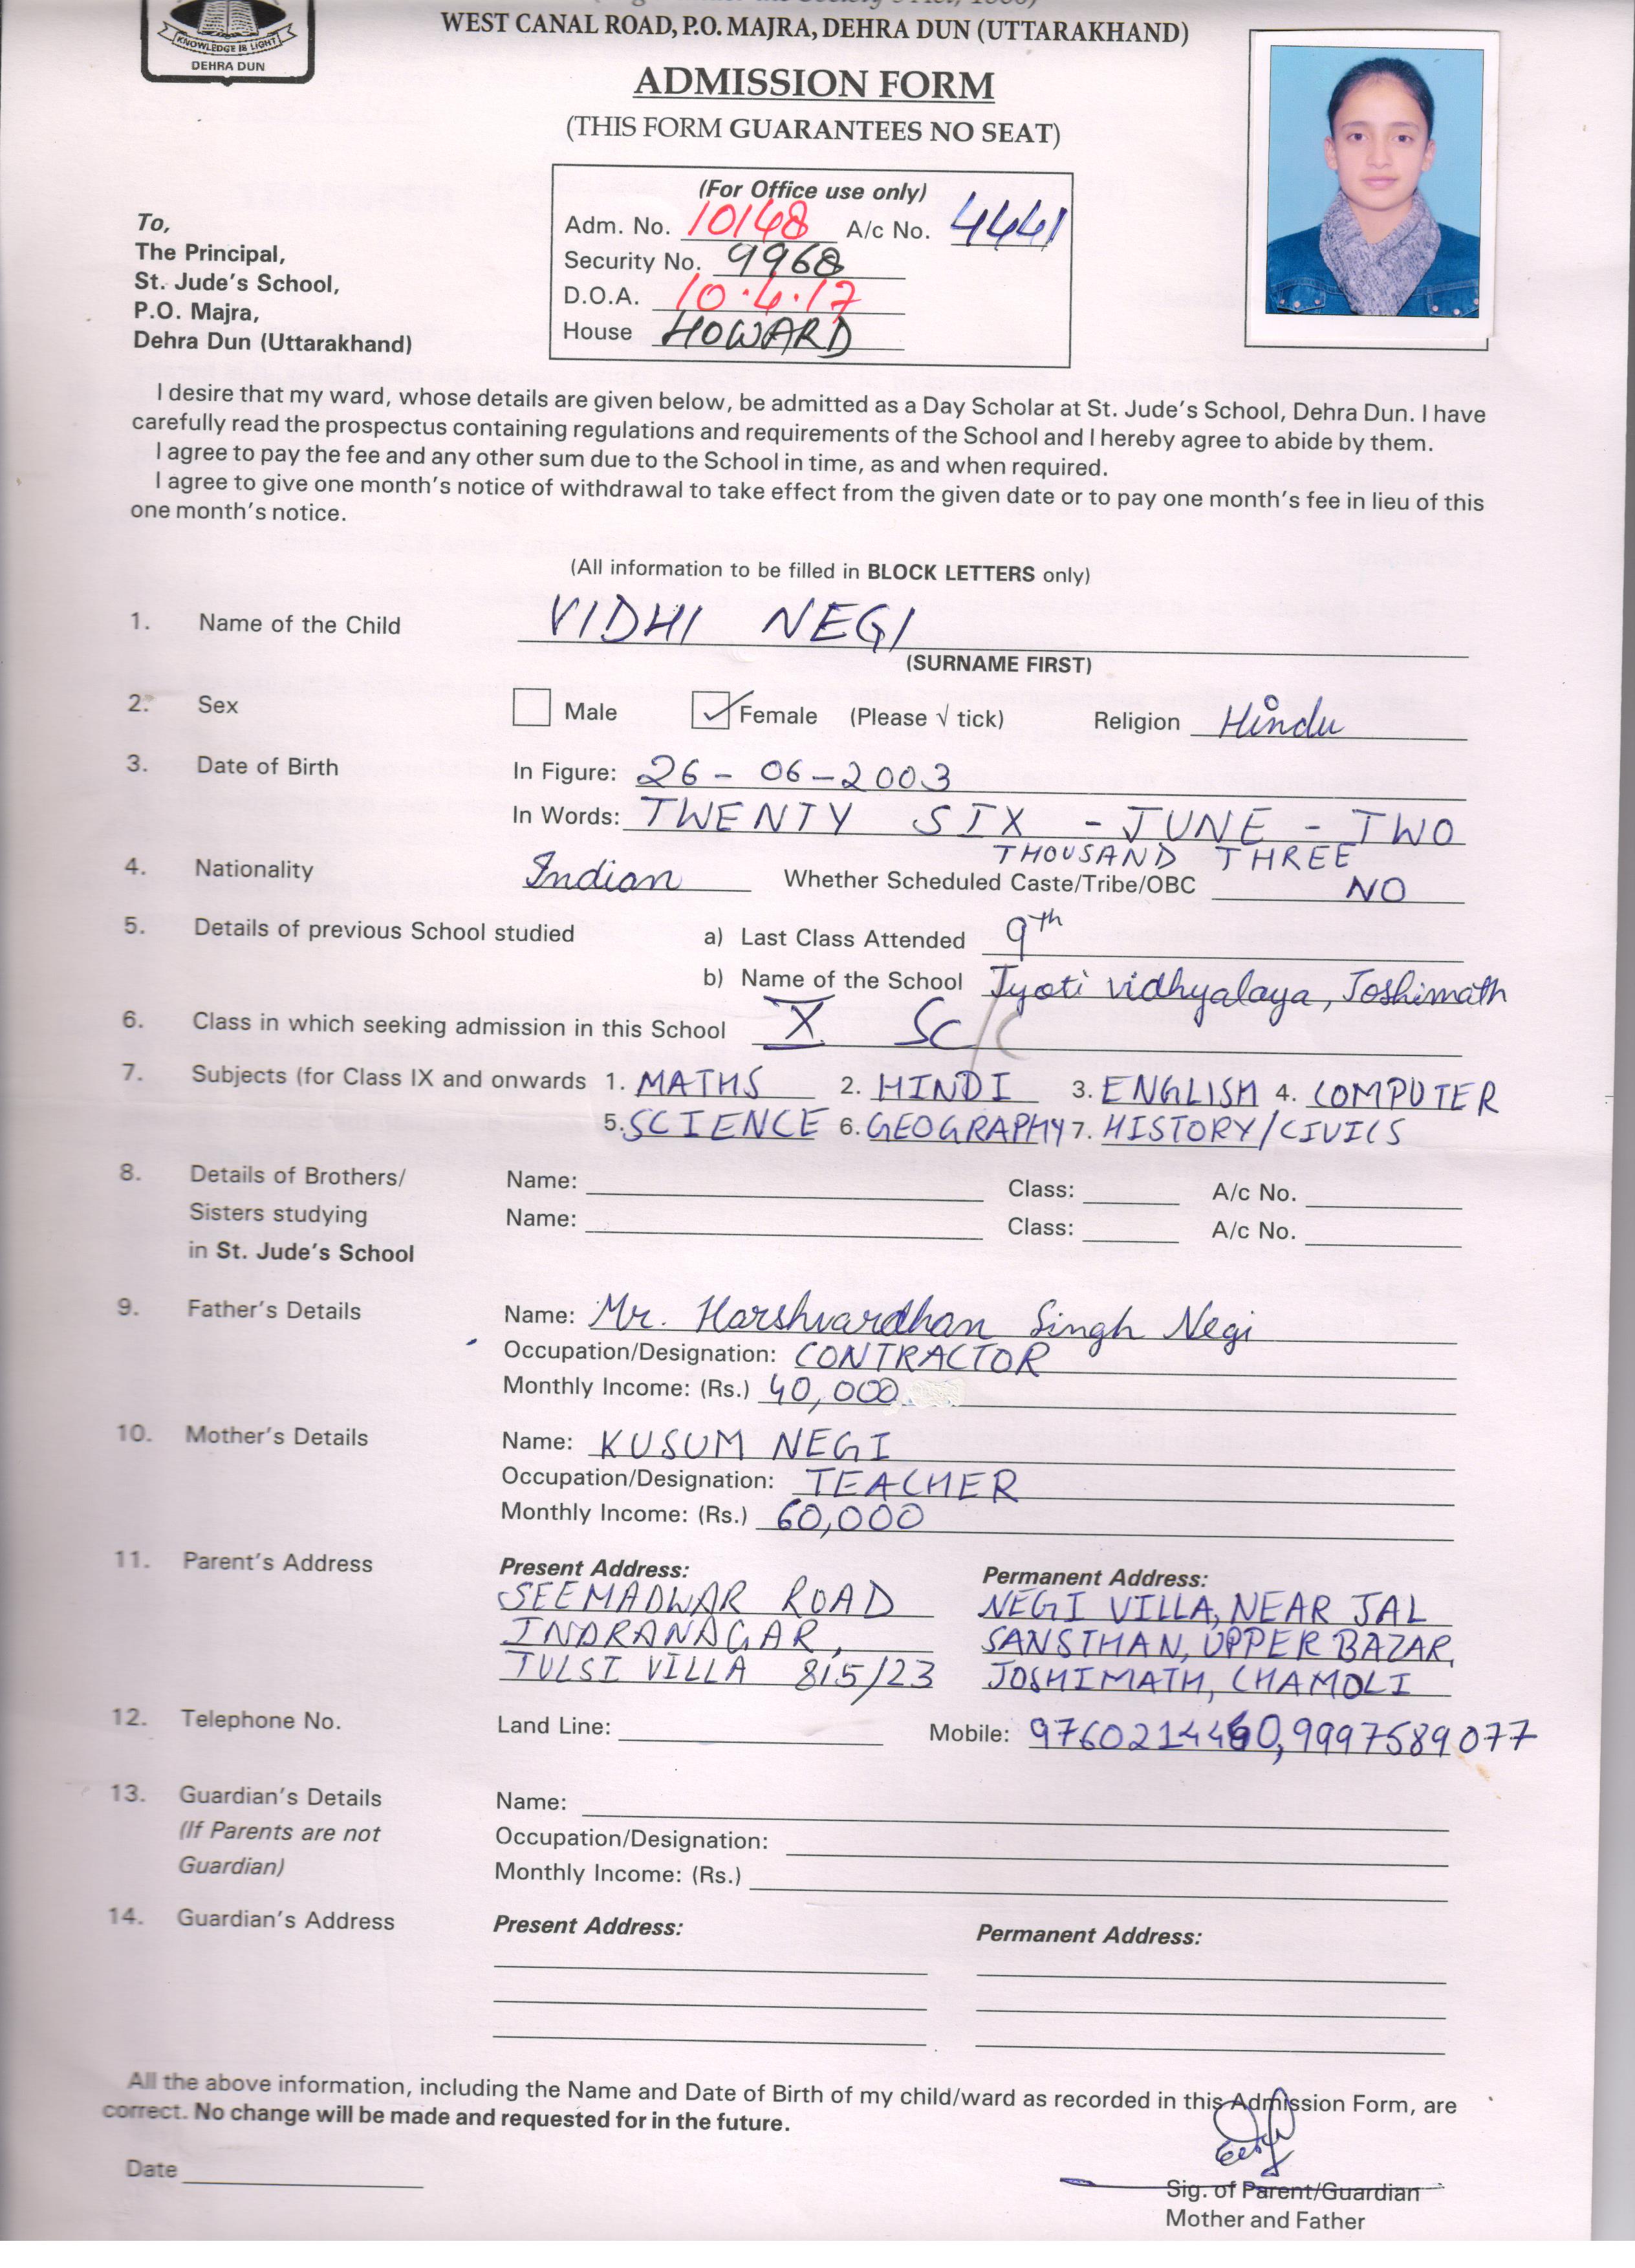 KNOWLEDGE IS LIGHT
DEHRA DUN
WEST CANAL ROAD, P.O. MAJRA, DEHRA DUN (UTTARAKHAND)
ADMISSION FORM
(THIS FORM GUARANTEES NO SEAT)
(For Office use only)
Adm. No. 10148 A/c No. 4441
Security No. 9968
D.O.A. 10.4.17
House HOWARD
To,
The Principal,
St. Jude's School,
P.O. Majra,
Dehra Dun (Uttarakhand)
I desire that my ward, whose details are given below, be admitted as a Day Scholar at St. Jude's School, Dehra Dun. I have
carefully read the prospectus containing regulations and requirements of the School and I hereby agree to abide by them.
I agree to pay the fee and any other sum due to the School in time, as and when required.
I agree to give one month's notice of withdrawal to take effect from the given date or to pay one month's fee in lieu of this
one month's notice.
(All information to be filled in BLOCK LETTERS only)
1. Name of the Child VIDHI NEGI
(SURNAME FIRST)
2. Sex Male ✓ Female (Please √ tick) Religion Hindu
3. Date of Birth In Figure: 26 - 06 - 2003
In Words: TWENTY SIX - JUNE - TWO
THOUSAND THREE
4. Nationality Indian Whether Scheduled Caste/Tribe/OBC NO
5. Details of previous School studied a) Last Class Attended 9th
b) Name of the School Jyoti vidhyalaya, Joshimath
6. Class in which seeking admission in this School X Sc/C
7. Subjects (for Class IX and onwards 1. MATHS 2. HINDI 3. ENGLISH 4. COMPUTER
5. SCIENCE 6. GEOGRAPHY 7. HISTORY/CIVICS
8. Details of Brothers/ Name: Class: A/c No.
Sisters studying Name: Class: A/c No.
in St. Jude's School
9. Father's Details Name: Mr. Harshvardhan Singh Negi
Occupation/Designation: CONTRACTOR
Monthly Income: (Rs.) 40,000
10. Mother's Details Name: KUSUM NEGI
Occupation/Designation: TEACHER
Monthly Income: (Rs.) 60,000
11. Parent's Address Present Address: Permanent Address:
SEEMADWAR ROAD NEGI VILLA, NEAR JAL
INDRANAGAR, SANSTHAN, UPPER BAZAR,
TULSI VILLA 815/23 JOSHIMATH, CHAMOLI
12. Telephone No. Land Line: Mobile: 9760214460, 9997589077
13. Guardian's Details Name:
(If Parents are not Occupation/Designation:
Guardian) Monthly Income: (Rs.)
14. Guardian's Address Present Address: Permanent Address:
All the above information, including the Name and Date of Birth of my child/ward as recorded in this Admission Form, are
correct. No change will be made and requested for in the future.
Date
Sig. of Parent/Guardian
Mother and Father